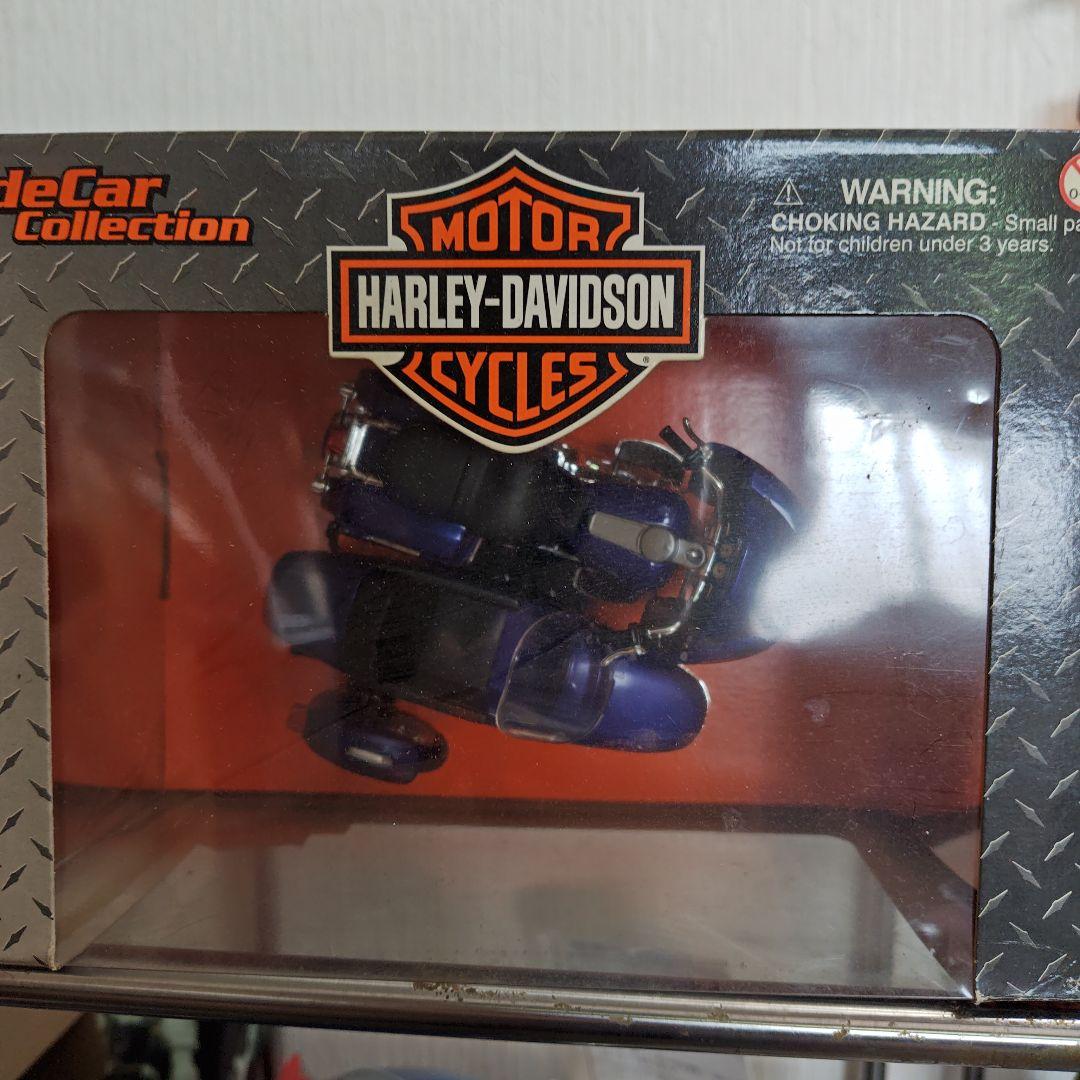 deCar
Collection
MOTOR
HARLEY-DAVIDSON
CYCLES
®
WARNING:
CHOKING HAZARD - Small pa
Not for children under 3 years.